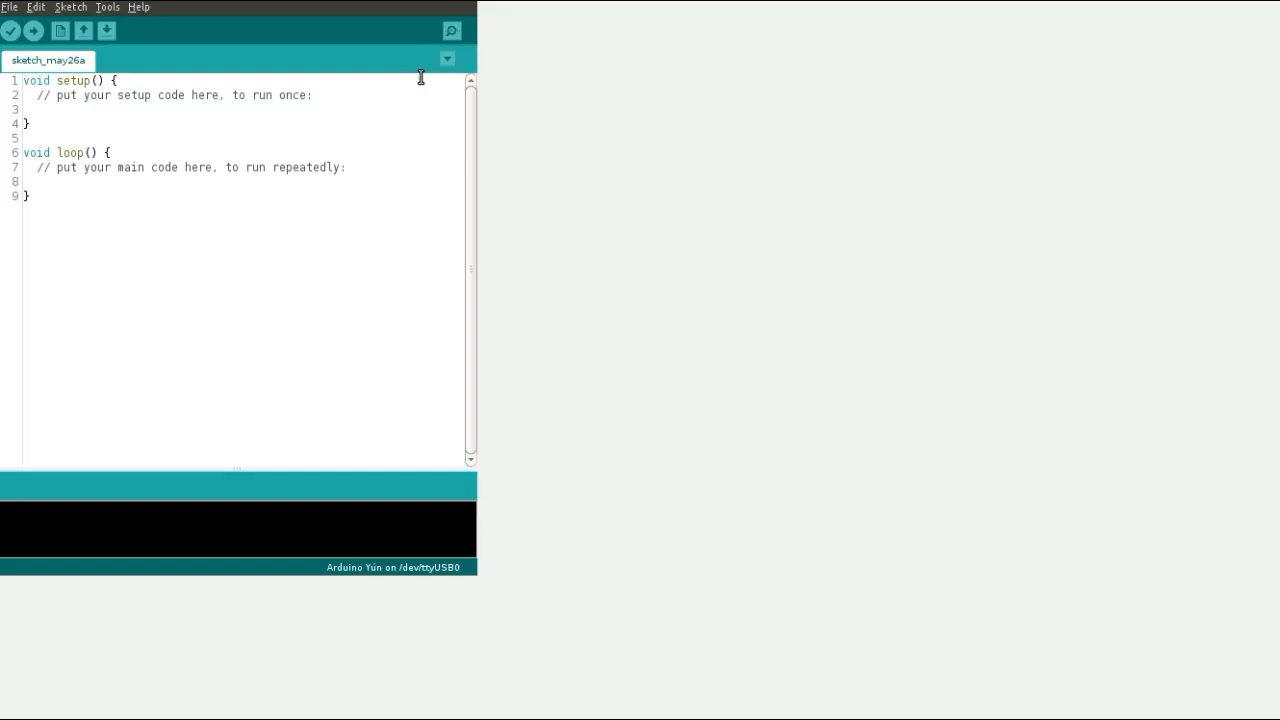 File Edit Sketch Tools Help
sketch_may26a
1 void setup() {
2   // put your setup code here, to run once:
3
4 }
5
6 void loop() {
7   // put your main code here, to run repeatedly:
8
9 }
Arduino Yún on /dev/ttyUSB0